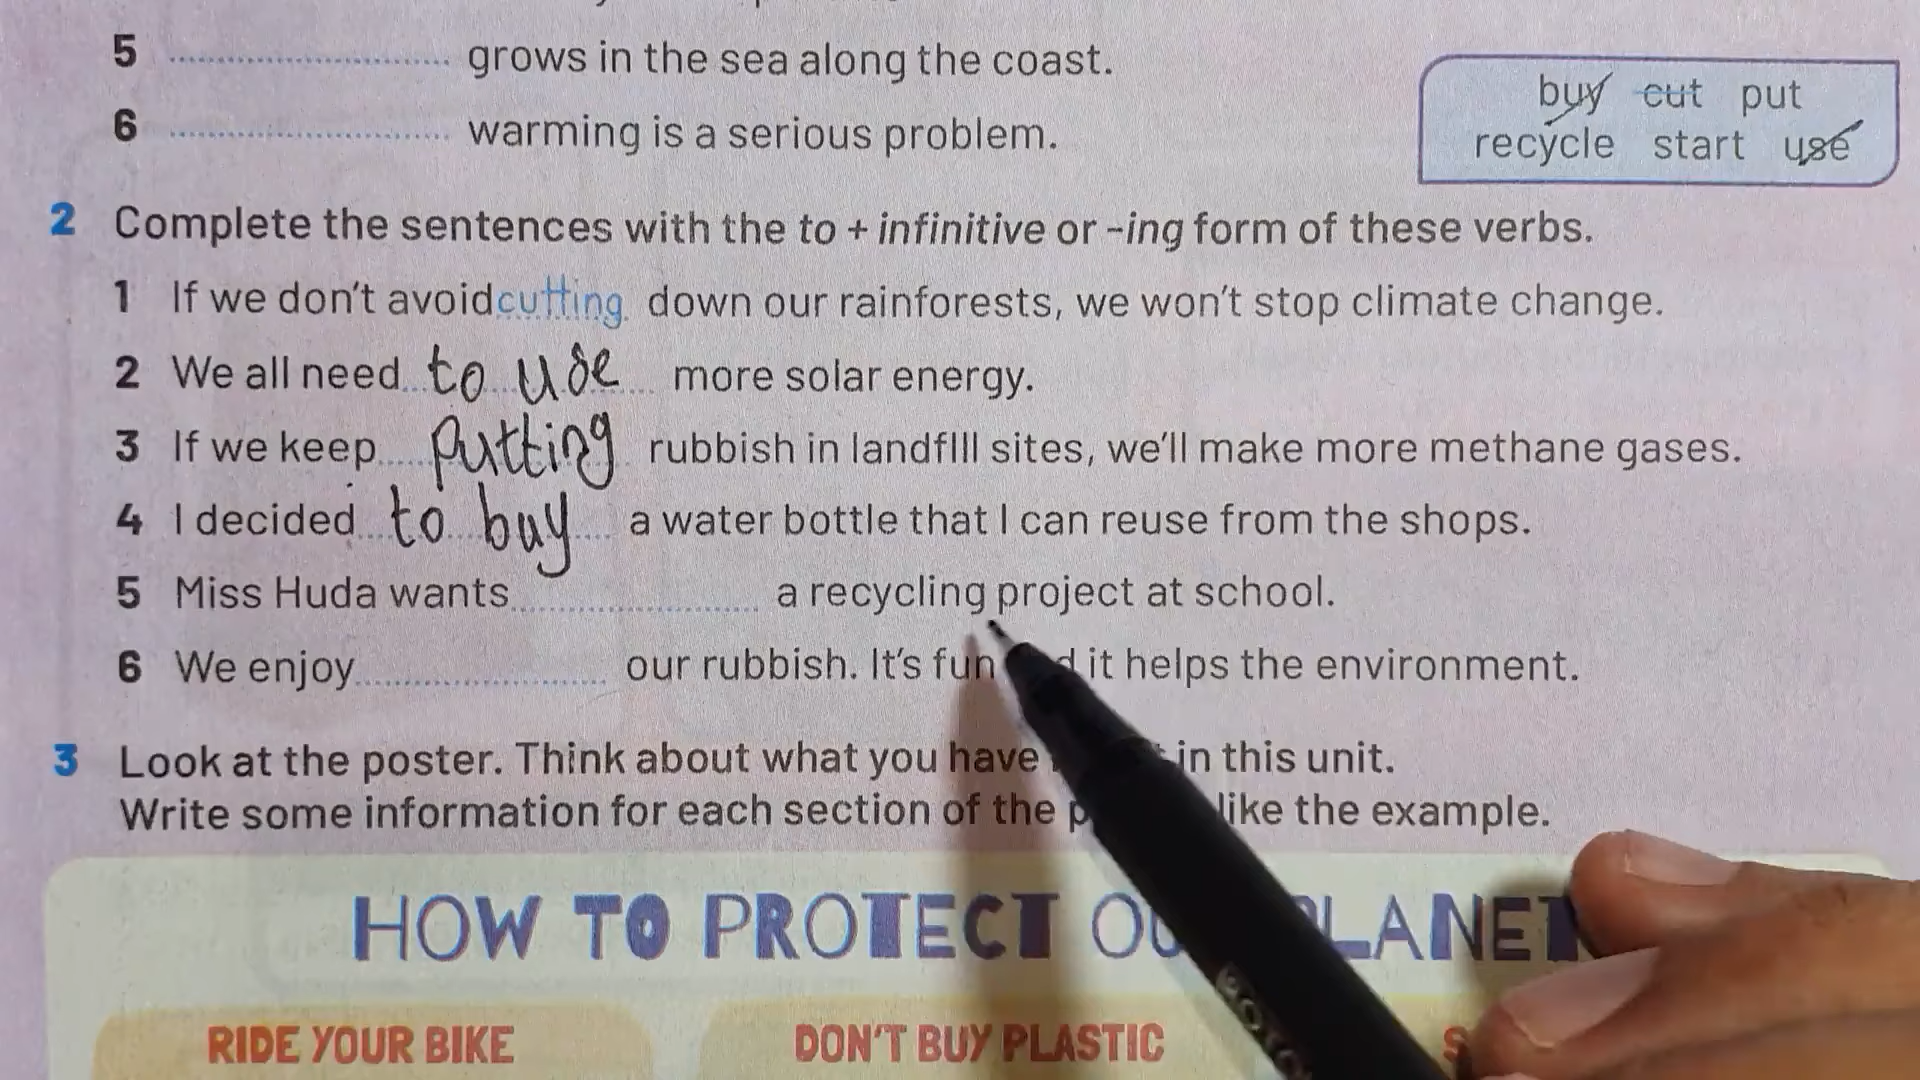 5 ........................ grows in the sea along the coast.
6 ........................ warming is a serious problem.
buy cut put
recycle start use
2 Complete the sentences with the to + infinitive or -ing form of these verbs.
1 If we don't avoid cutting down our rainforests, we won't stop climate change.
2 We all need to use more solar energy.
3 If we keep putting rubbish in landfIll sites, we'll make more methane gases.
4 I decided to buy a water bottle that I can reuse from the shops.
5 Miss Huda wants ........................ a recycling project at school.
6 We enjoy ........................ our rubbish. It's fun it helps the environment.
3 Look at the poster. Think about what you have in this unit.
Write some information for each section of the like the example.
HOW TO PROTECT PLANET
RIDE YOUR BIKE
DON'T BUY PLASTIC